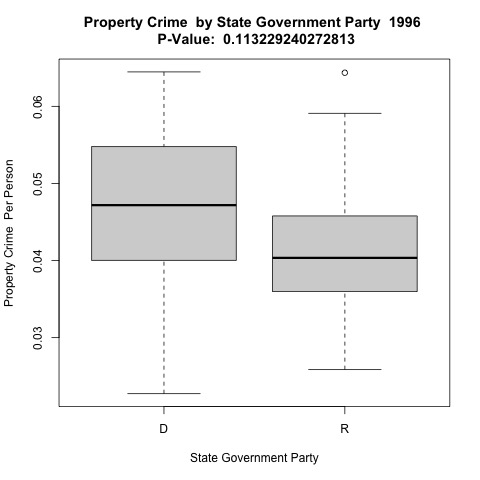 Property Crime  by State Government Party  1996
P-Value:  0.113229240272813
Property Crime  Per Person
0.06
0.05
0.04
0.03
D
R
State Government Party